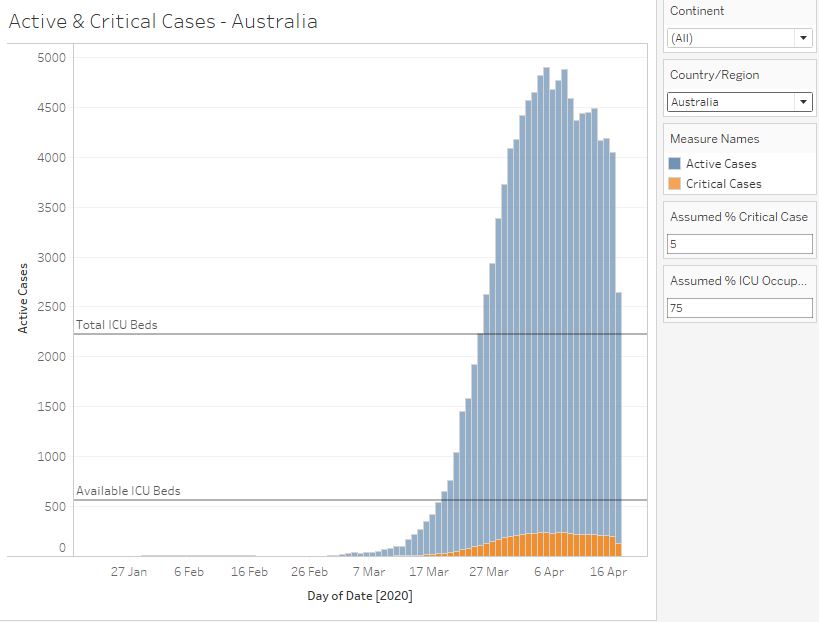 Active & Critical Cases - Australia
5000
4500
4000
3500
3000
2500
2000
1500
1000
500
0
Active Cases
Total ICU Beds
Available ICU Beds
27 Jan 6 Feb 16 Feb 26 Feb 7 Mar 17 Mar 27 Mar 6 Apr 16 Apr
Day of Date [2020]
Continent
(All)
Country/Region
Australia
Measure Names
Active Cases
Critical Cases
Assumed % Critical Case
5
Assumed % ICU Occup...
75